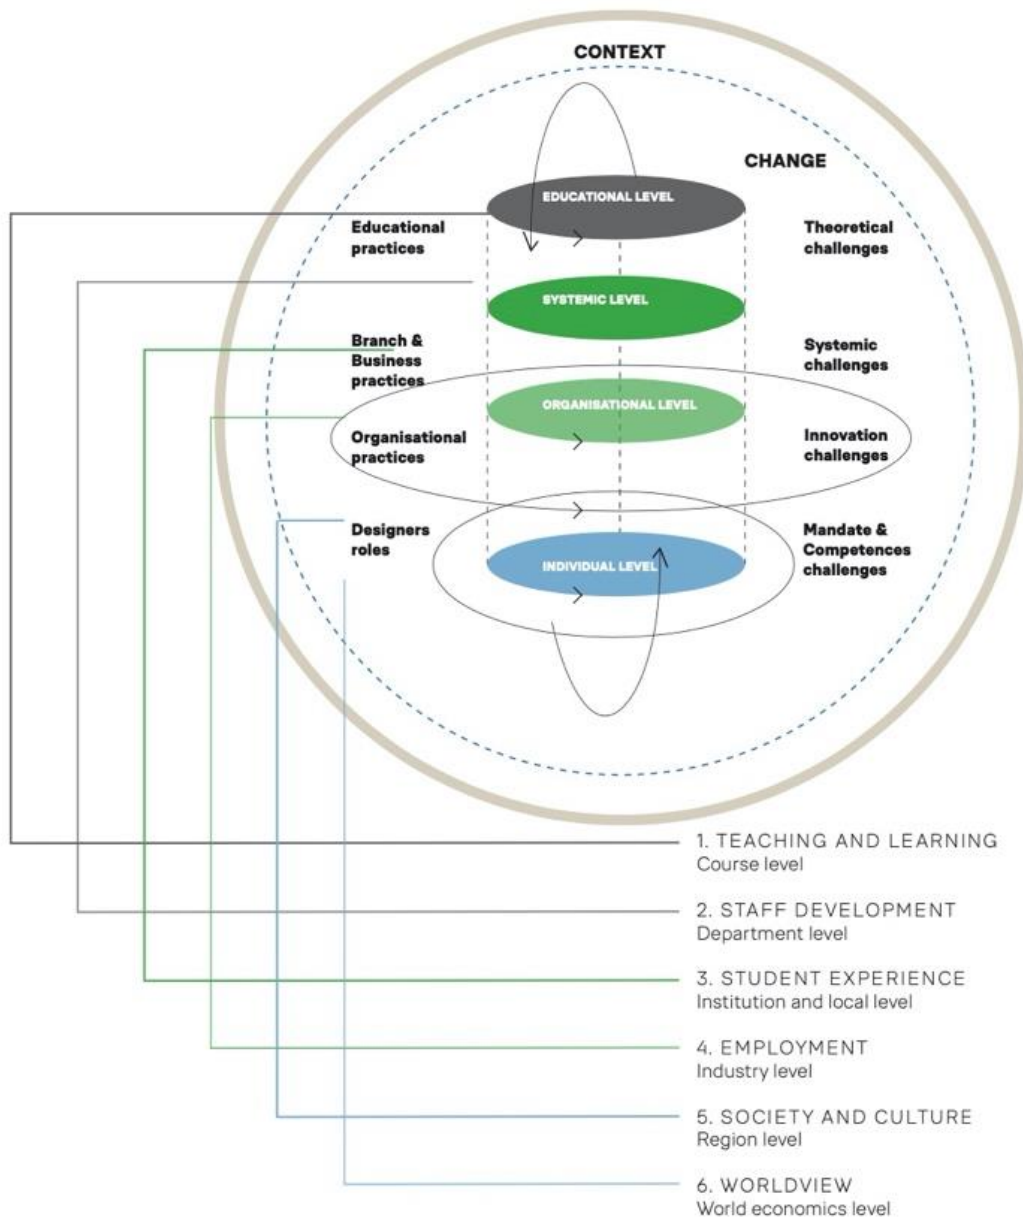 CONTEXT
CHANGE
EDUCATIONAL LEVEL
Educational
practices
Theoretical
challenges
SYSTEMIC LEVEL
Branch &
Business
practices
Systemic
challenges
ORGANISATIONAL LEVEL
Organisational
practices
Innovation
challenges
Designers
roles
Mandate &
Competences
challenges
INDIVIDUAL LEVEL
1. TEACHING AND LEARNING
Course level
2. STAFF DEVELOPMENT
Department level
3. STUDENT EXPERIENCE
Institution and local level
4. EMPLOYMENT
Industry level
5. SOCIETY AND CULTURE
Region level
6. WORLDVIEW
World economics level